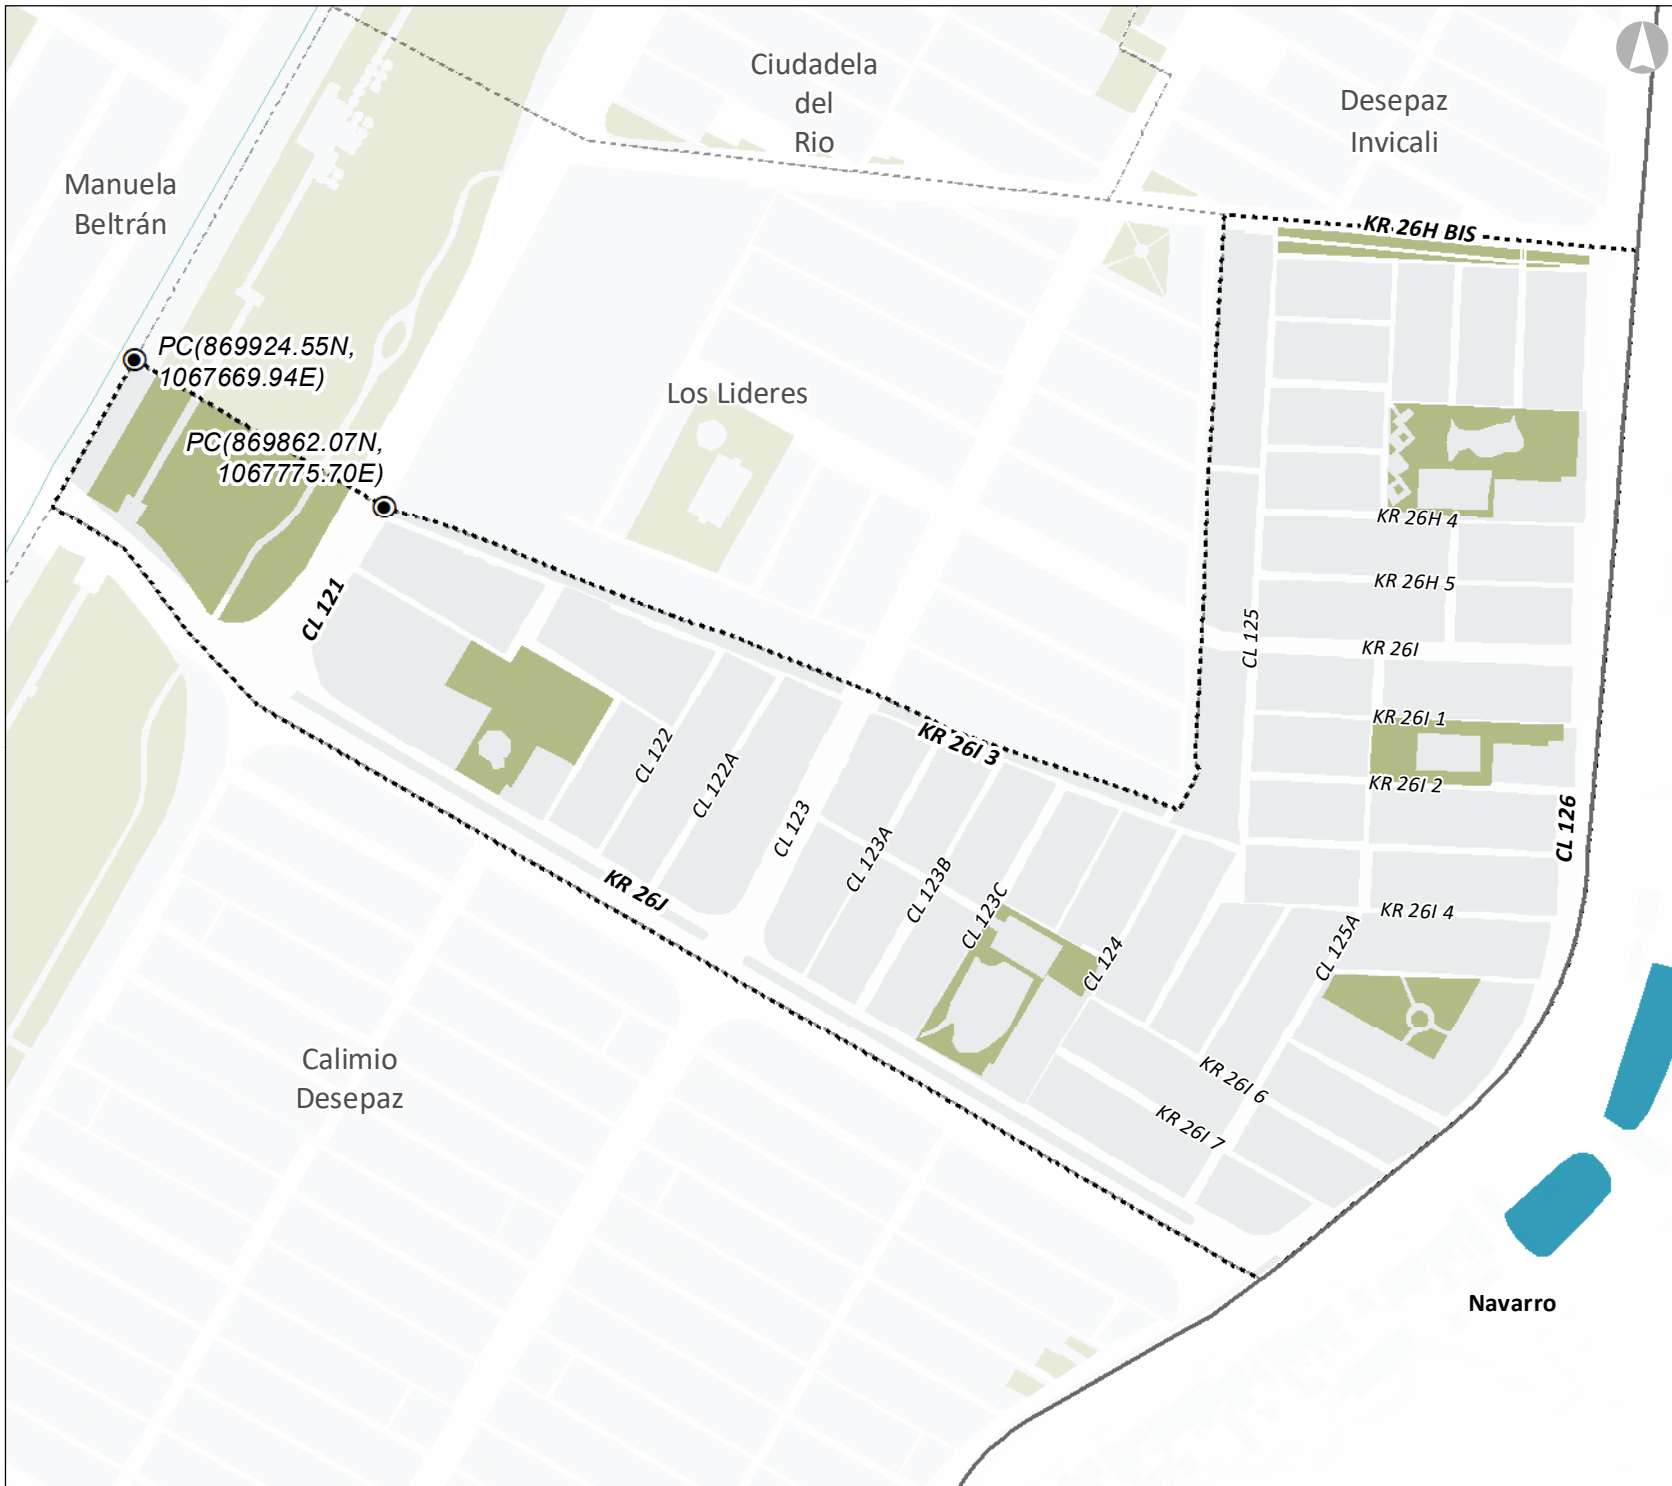 Ciudadela
del
Rio
Desepaz
Invicali
Manuela
Beltrán
KR 26H BIS
PC(869924.55N,
1067669.94E)
Los Lideres
PC(869862.07N,
1067775.70E)
KR 26H 4
KR 26H 5
CL 121
CL 125
KR 26I
KR 26I 1
KR 26I 3
CL 122
CL 122A
KR 26I 2
CL 123
CL 126
CL 123A
KR 26J
CL 123B
CL 123C
KR 26I 4
CL 124
CL 125A
Calimio
Desepaz
KR 26I 6
KR 26I 7
Navarro